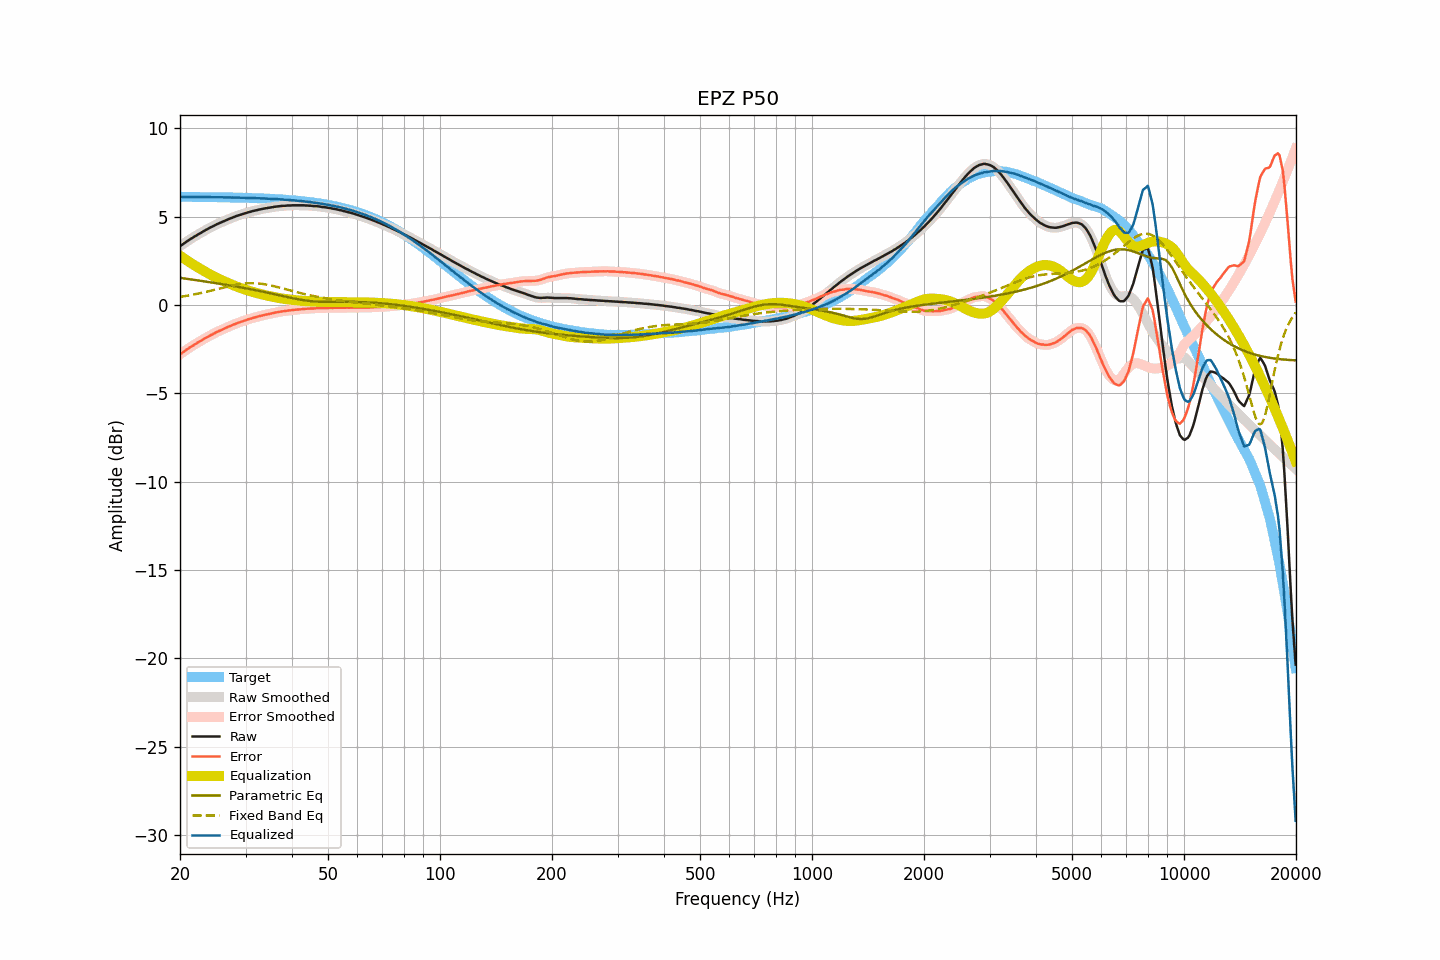 EPZ P50
10
5
0
−5
−10
−15
−20
−25
−30
Amplitude (dBr)
Target
Raw Smoothed
Error Smoothed
Raw
Error
Equalization
Parametric Eq
Fixed Band Eq
Equalized
20 50 100 200 500 1000 2000 5000 10000 20000
Frequency (Hz)